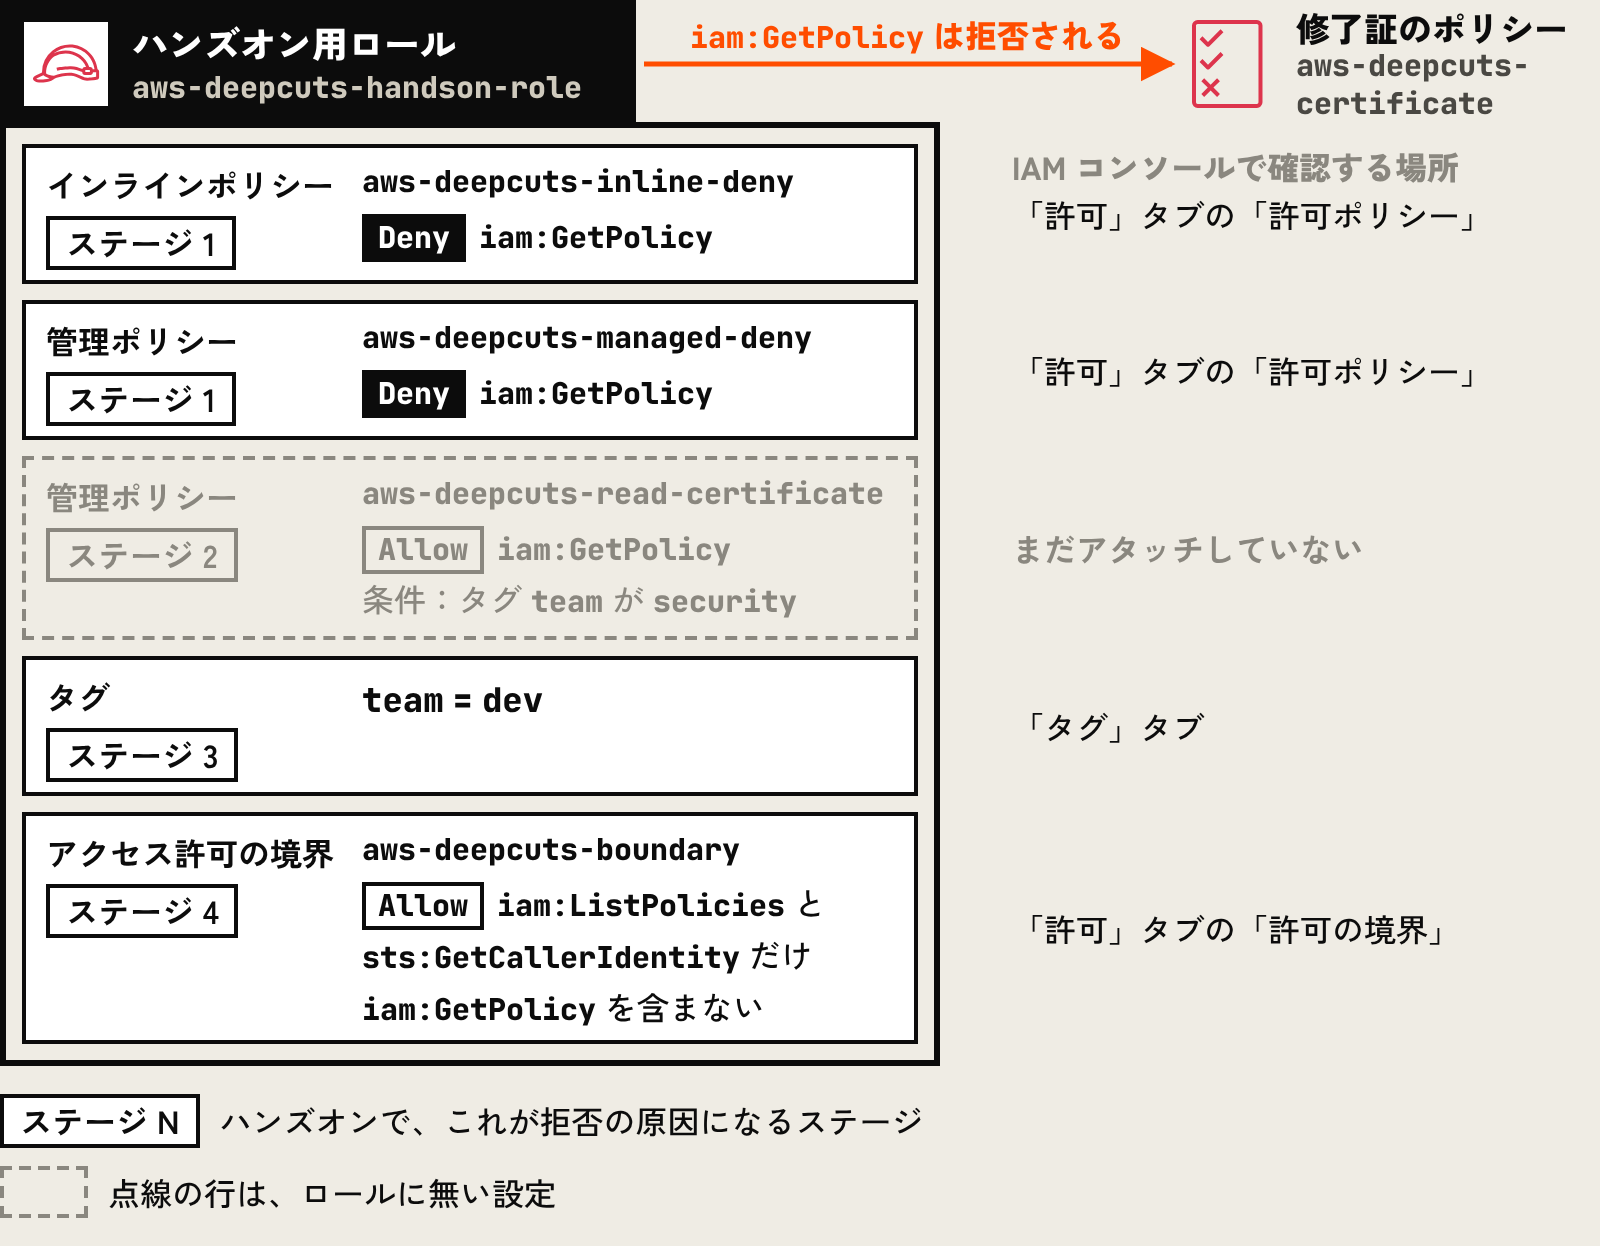 ハンズオン用ロール
aws-deepcuts-handson-role
iam:GetPolicy は拒否される
修了証のポリシー
aws-deepcuts-
certificate
IAM コンソールで確認する場所
インラインポリシー
ステージ 1
aws-deepcuts-inline-deny
Deny iam:GetPolicy
「許可」タブの「許可ポリシー」
管理ポリシー
ステージ 1
aws-deepcuts-managed-deny
Deny iam:GetPolicy
「許可」タブの「許可ポリシー」
管理ポリシー
ステージ 2
aws-deepcuts-read-certificate
Allow iam:GetPolicy
条件：タグ team が security
まだアタッチしていない
タグ
ステージ 3
team = dev
「タグ」タブ
アクセス許可の境界
ステージ 4
aws-deepcuts-boundary
Allow iam:ListPolicies と
sts:GetCallerIdentity だけ
iam:GetPolicy を含まない
「許可」タブの「許可の境界」
ステージ N ハンズオンで、これが拒否の原因になるステージ
点線の行は、ロールに無い設定